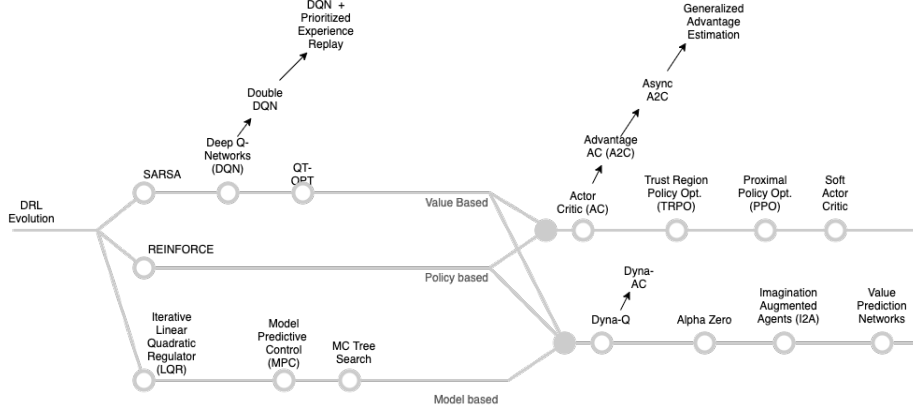 DQN +
Prioritized
Experience
Replay
Generalized
Advantage
Estimation
Double
DQN
Async
A2C
Deep Q-
Networks
(DQN)
Advantage
AC (A2C)
SARSA
QT-
OPT
Actor
Critic (AC)
Trust Region
Policy Opt.
(TRPO)
Proximal
Policy Opt.
(PPO)
Soft
Actor
Critic
DRL
Evolution
Value Based
REINFORCE
Policy based
Dyna-
AC
Iterative
Linear
Quadratic
Regulator
(LQR)
Model
Predictive
Control
(MPC)
MC Tree
Search
Dyna-Q
Alpha Zero
Imagination
Augmented
Agents (I2A)
Value
Prediction
Networks
Model based